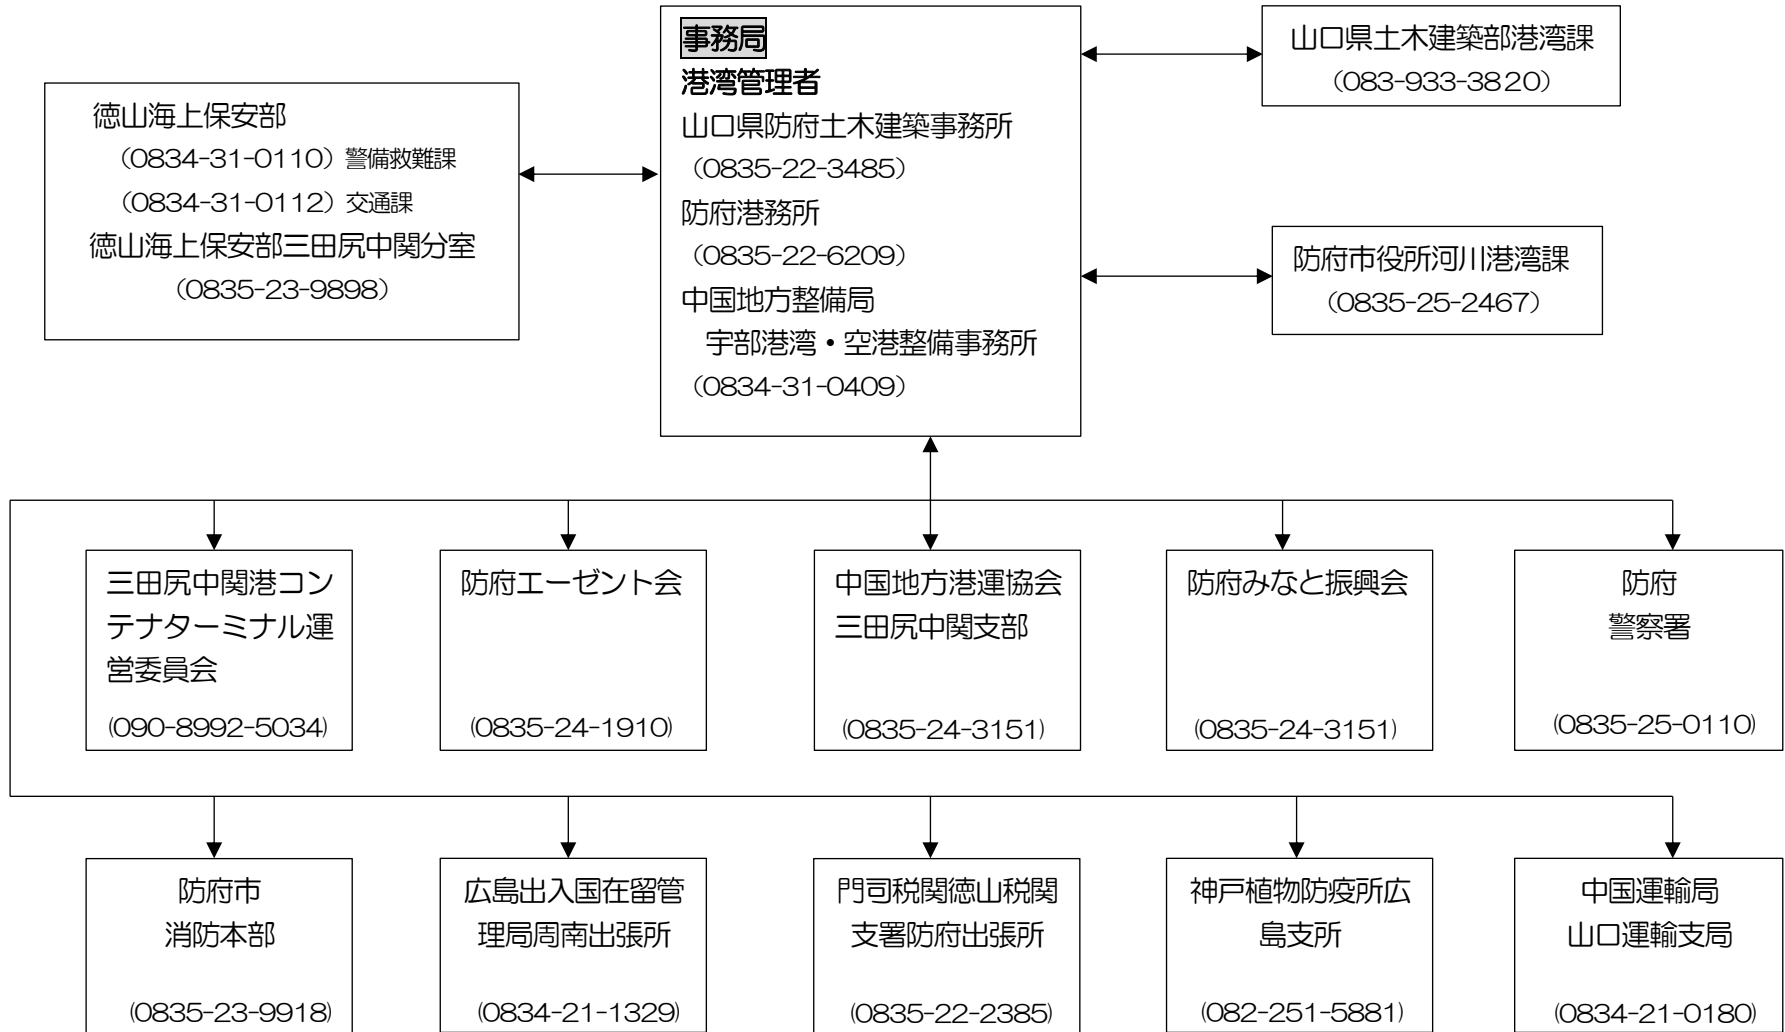 事務局
港湾管理者
山口県防府土木建築事務所
（0835-22-3485）
防府港務所
（0835-22-6209）
中国地方整備局
宇部港湾・空港整備事務所
（0834-31-0409）
山口県土木建築部港湾課
（083-933-3820）
徳山海上保安部
（0834-31-0110）警備救難課
（0834-31-0112）交通課
徳山海上保安部三田尻中関分室
（0835-23-9898）
防府市役所河川港湾課
（0835-25-2467）
三田尻中関港コン
テナターミナル運
営委員会
(090-8992-5034)
防府エーゼント会
(0835-24-1910)
中国地方港運協会
三田尻中関支部
(0835-24-3151)
防府みなと振興会
(0835-24-3151)
防府
警察署
(0835-25-0110)
防府市
消防本部
(0835-23-9918)
広島出入国在留管
理局周南出張所
(0834-21-1329)
門司税関徳山税関
支署防府出張所
(0835-22-2385)
神戸植物防疫所広
島支所
(082-251-5881)
中国運輸局
山口運輸支局
(0834-21-0180)